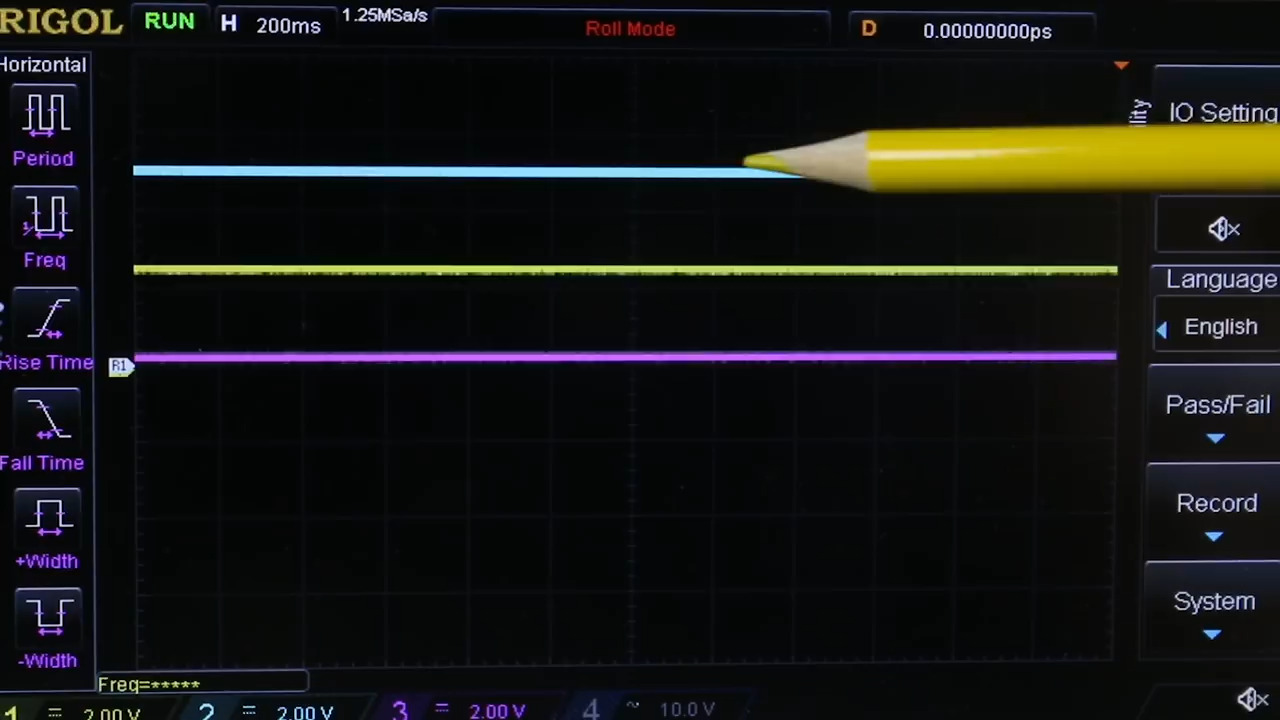 RIGOL RUN H 200ms 1.25MSa/s Roll Mode D 0.00000000ps
Horizontal
Period
Freq
Rise Time
Fall Time
+Width
-Width
R1
IO Setting
Language
English
Pass/Fail
Record
System
Freq=*****
1 = 2.00 V 2 = 2.00 V 3 = 2.00 V 4 ~ 10.0 V